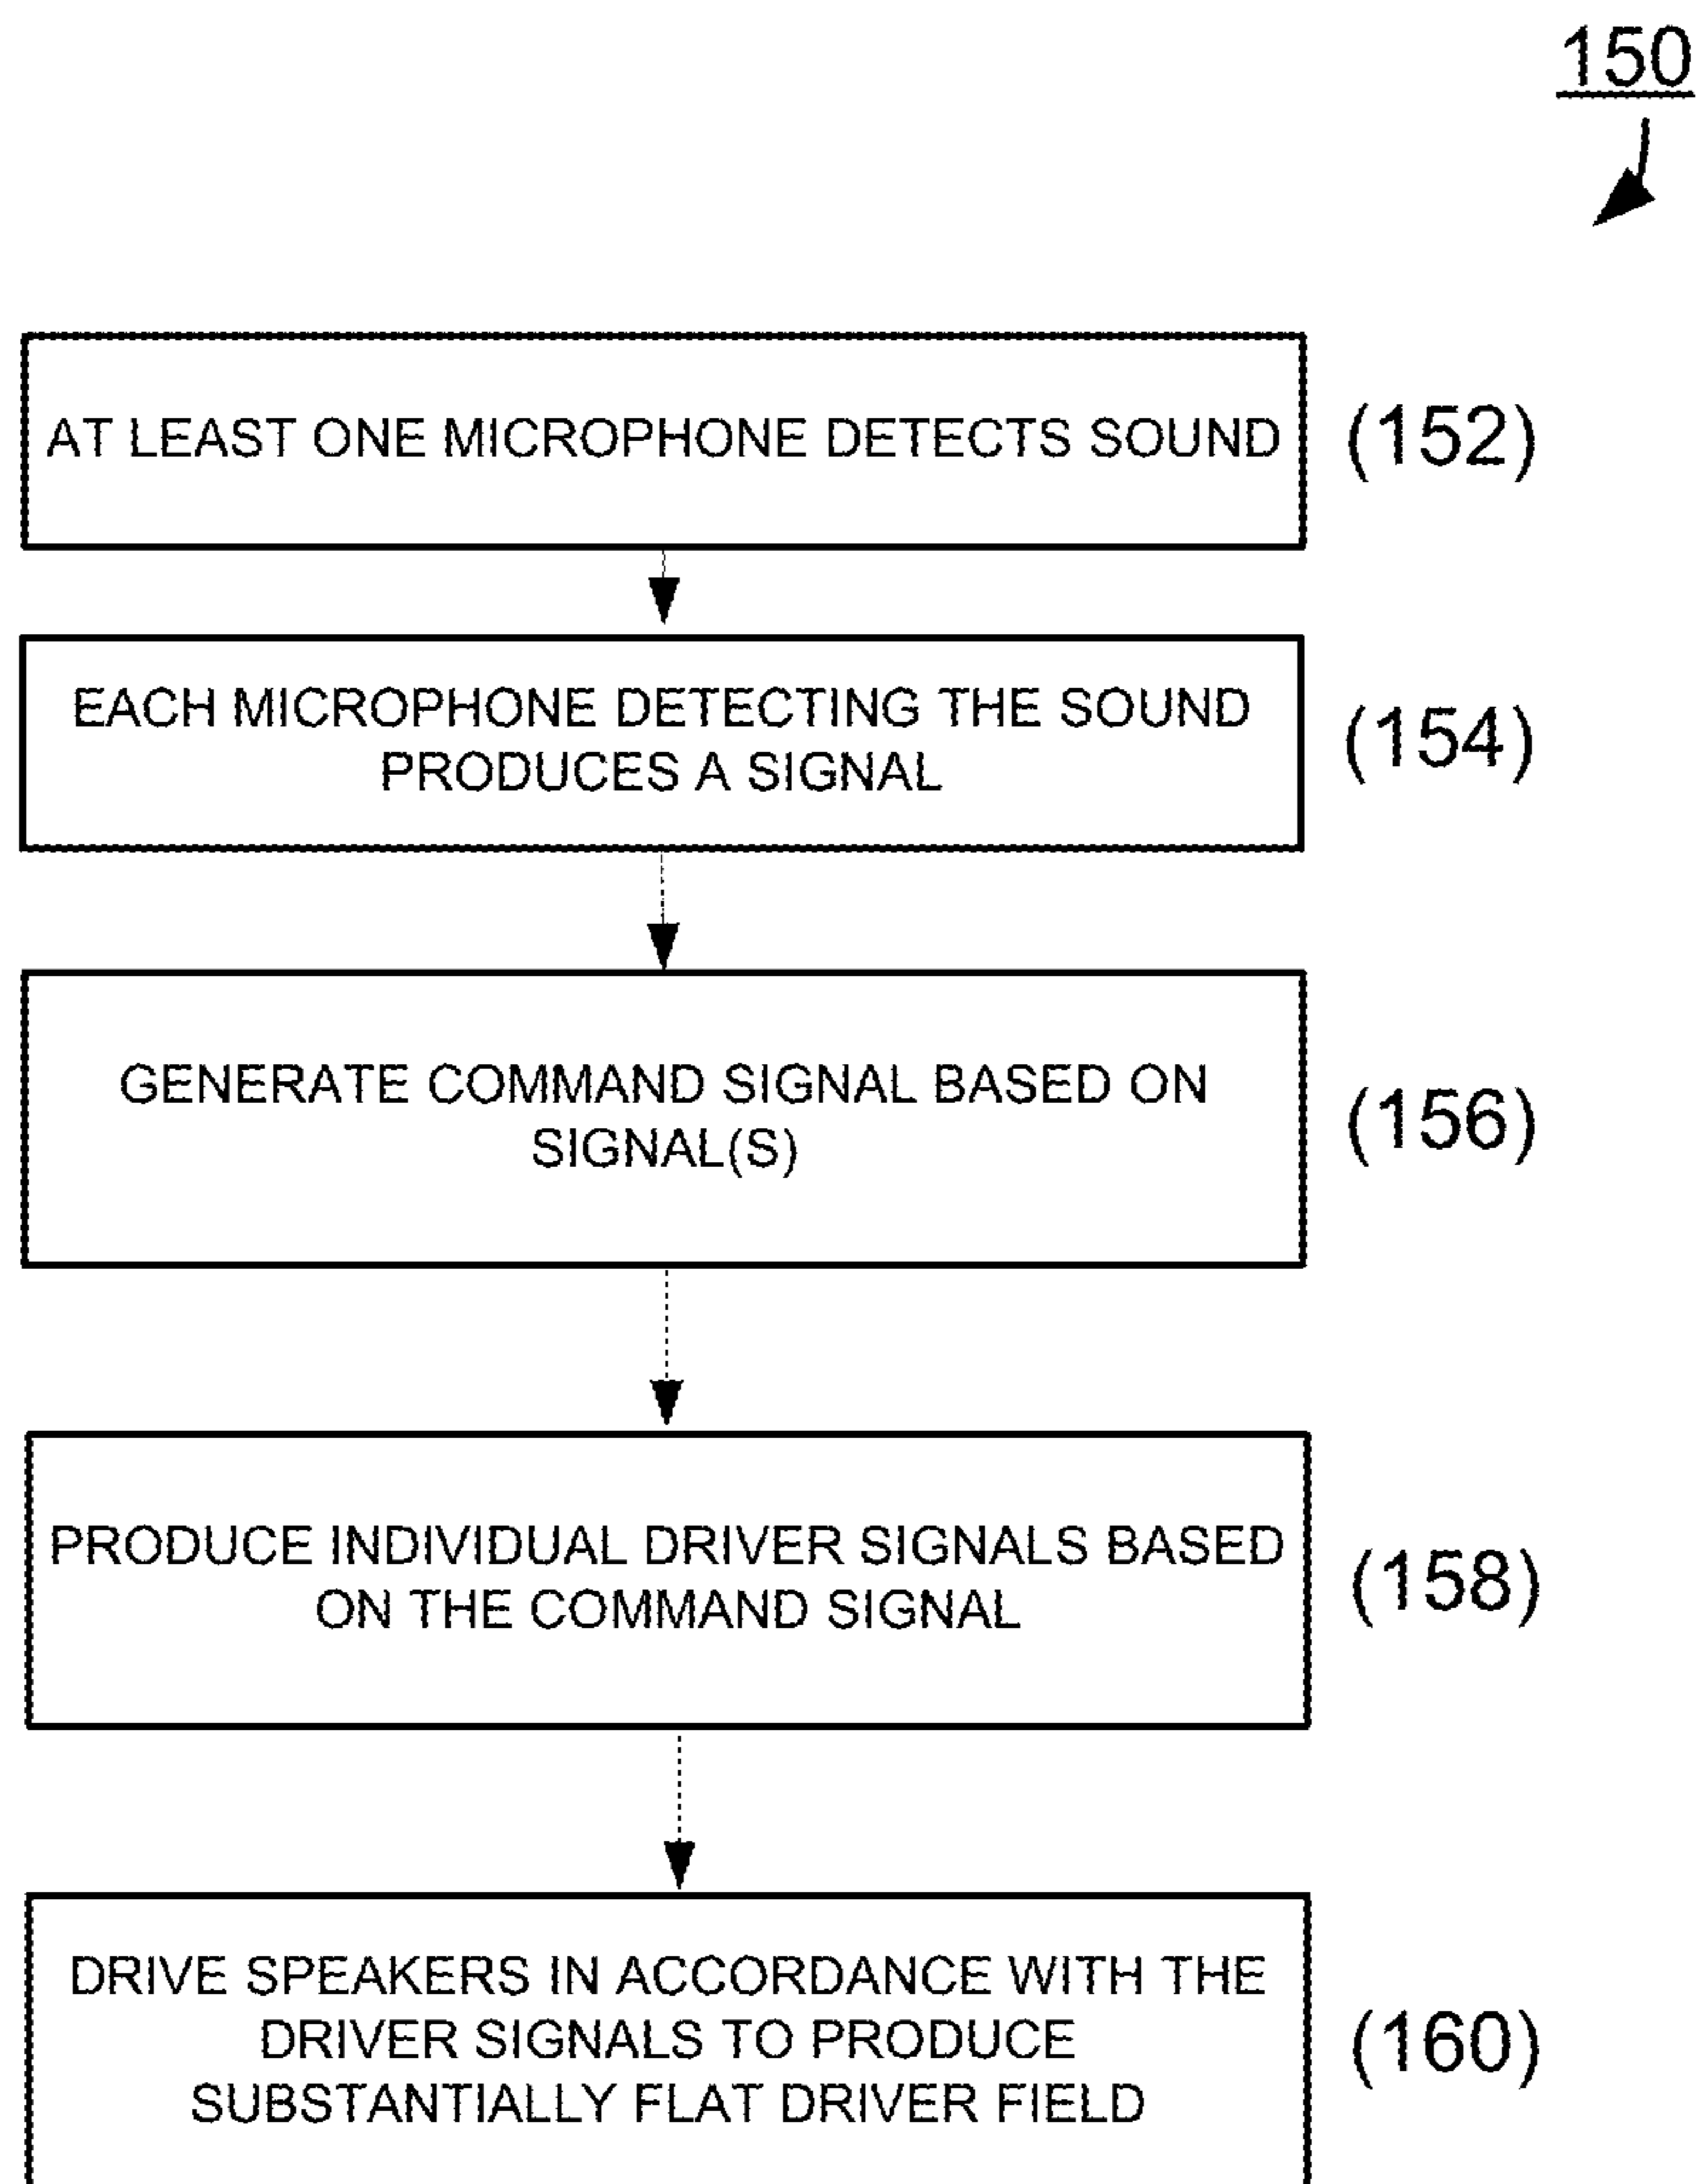 150
AT LEAST ONE MICROPHONE DETECTS SOUND
(152)
EACH MICROPHONE DETECTING THE SOUND
PRODUCES A SIGNAL
(154)
GENERATE COMMAND SIGNAL BASED ON
SIGNAL(S)
(156)
PRODUCE INDIVIDUAL DRIVER SIGNALS BASED
ON THE COMMAND SIGNAL
(158)
DRIVE SPEAKERS IN ACCORDANCE WITH THE
DRIVER SIGNALS TO PRODUCE
SUBSTANTIALLY FLAT DRIVER FIELD
(160)